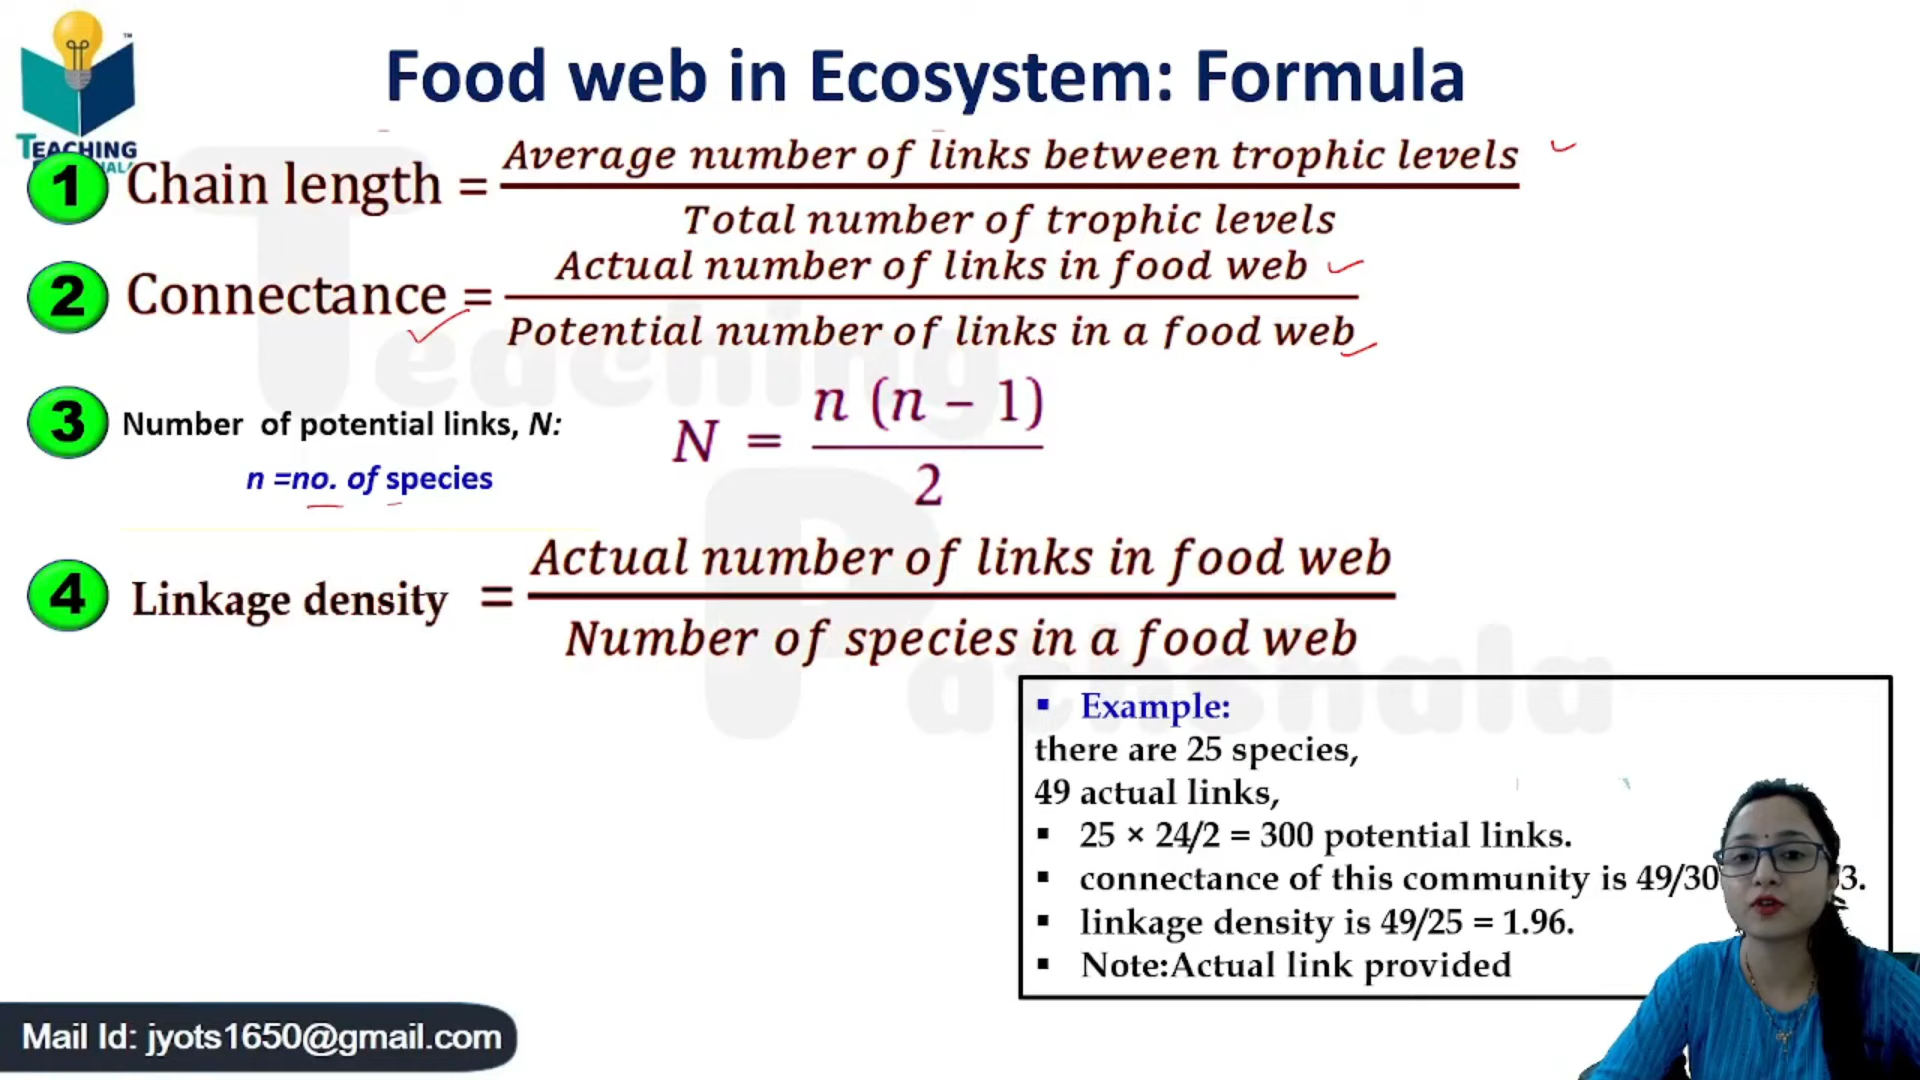 Food web in Ecosystem: Formula
TEACHING
1 Chain length = Average number of links between trophic levels
Total number of trophic levels
2 Connectance = Actual number of links in food web
Potential number of links in a food web
3 Number of potential links, N:
n =no. of species
N = n (n – 1)
2
4 Linkage density = Actual number of links in food web
Number of species in a food web
Teaching
Pathshala
▪ Example:
there are 25 species,
49 actual links,
▪ 25 × 24/2 = 300 potential links.
▪ connectance of this community is 49/30 3.
▪ linkage density is 49/25 = 1.96.
▪ Note:Actual link provided
Mail Id: jyots1650@gmail.com